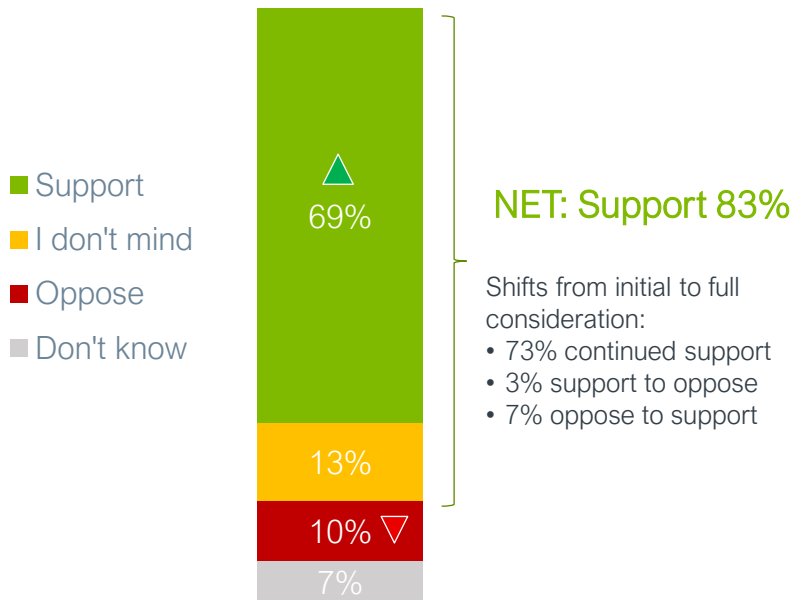 Support
I don't mind
Oppose
Don't know
69%
13%
10%
7%
NET: Support 83%
Shifts from initial to full
consideration:
• 73% continued support
• 3% support to oppose
• 7% oppose to support